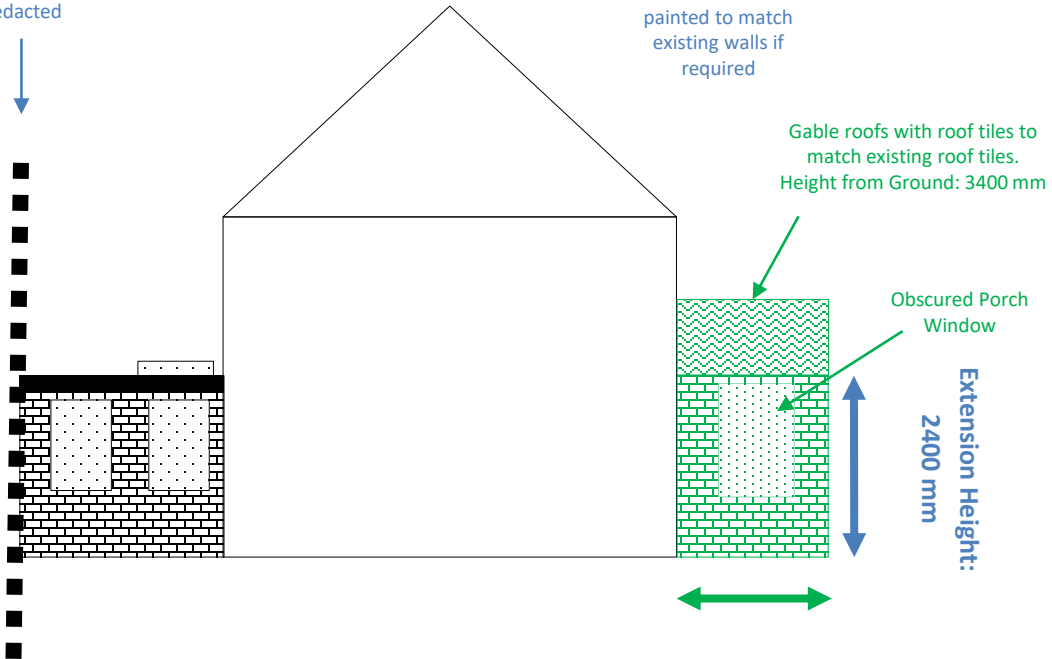 edacted
painted to match
existing walls if
required
Gable roofs with roof tiles to
match existing roof tiles.
Height from Ground: 3400 mm
Obscured Porch
Window
Extension Height:
2400 mm